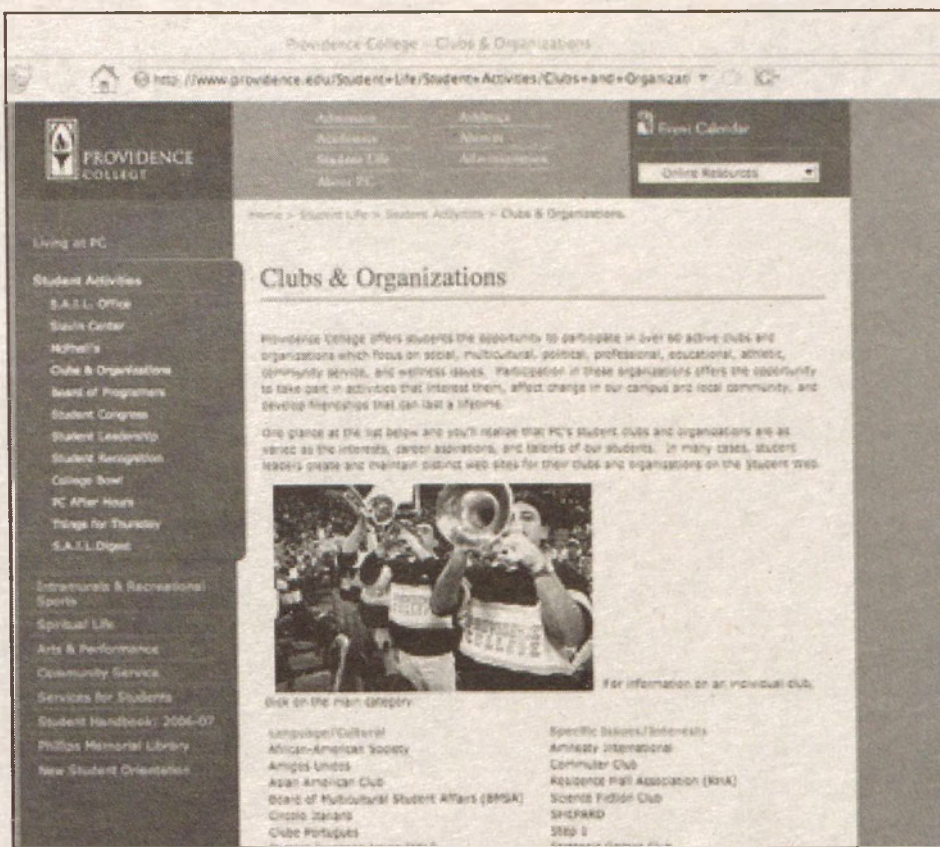 Providence College - Clubs & Organizations
http://www.providence.edu/Student+Life/Student+Activities/Clubs+and+Organizati
PROVIDENCE
COLLEGE
Admission
Academics
Student Life
About PC
Athletics
Alumni
Administration
Event Calendar
Online Resources
Home > Student Life > Student Activities > Clubs & Organizations
Living at PC
Student Activities
S.A.I.L. Office
Slavin Center
McPhail's
Clubs & Organizations
Board of Programers
Student Congress
Student Leadership
Student Recognition
College Bowl
PC After Hours
Things for Thursday
S.A.I.L. Digest
Intramurals & Recreational
Sports
Spiritual Life
Arts & Performance
Community Service
Services for Students
Student Handbook: 2006-07
Phillips Memorial Library
New Student Orientation
Clubs & Organizations
Providence College offers students the opportunity to participate in over 60 active clubs and
organizations which focus on social, multicultural, political, professional, educational, athletic,
community service, and wellness issues. Participation in these organizations offers the opportunity
to take part in activities that interest them, affect change in our campus and local community, and
develop friendships that can last a lifetime.
One glance at the list below and you'll realize that PC's student clubs and organizations are as
varied as the interests, career aspirations, and talents of our students. In many cases, student
leaders create and maintain distinct web sites for their clubs and organizations on the Student Web.
For information on an individual club,
click on the main category.
Language/Cultural
African-American Society
Amigos Unidos
Asian American Club
Board of Multicultural Student Affairs (BMSA)
Circolo Italiano
Clube Portugues
Specific Issues/Interests
Amnesty International
Commuter Club
Residence Hall Association (RHA)
Science Fiction Club
SHEPARD
Step 1